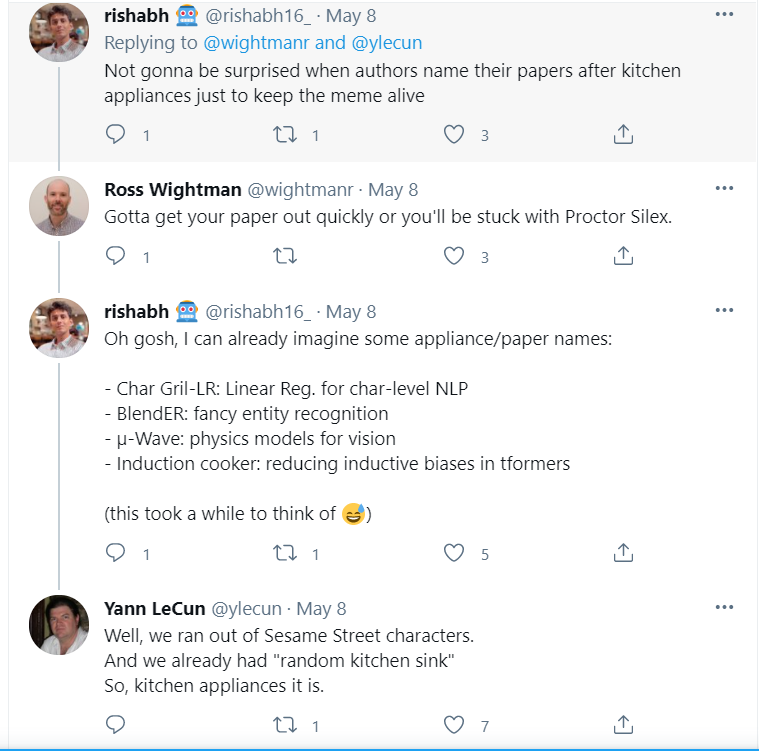 rishabh 🤖 @rishabh16_ · May 8
Replying to @wightmanr and @ylecun
Not gonna be surprised when authors name their papers after kitchen
appliances just to keep the meme alive
1 1 3
Ross Wightman @wightmanr · May 8
Gotta get your paper out quickly or you'll be stuck with Proctor Silex.
1 3
rishabh 🤖 @rishabh16_ · May 8
Oh gosh, I can already imagine some appliance/paper names:
- Char Gril-LR: Linear Reg. for char-level NLP
- BlendER: fancy entity recognition
- μ-Wave: physics models for vision
- Induction cooker: reducing inductive biases in tformers
(this took a while to think of 😅)
1 1 5
Yann LeCun @ylecun · May 8
Well, we ran out of Sesame Street characters.
And we already had "random kitchen sink"
So, kitchen appliances it is.
1 7